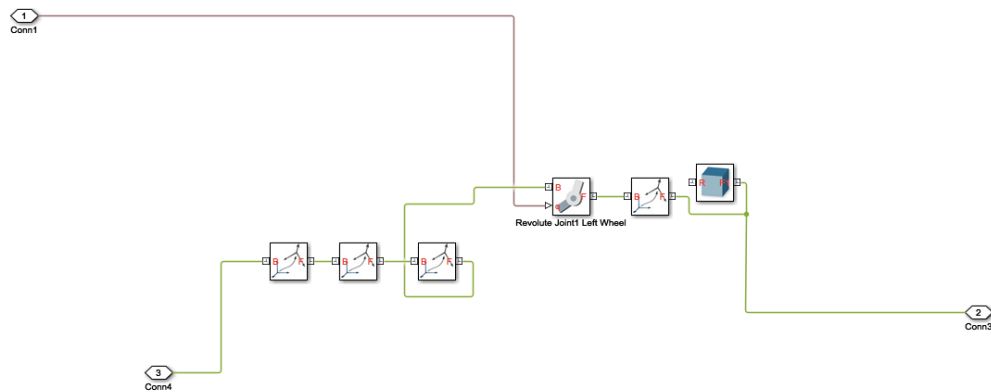 1
Conn1
B
F
B
F
R
Revolute Joint1 Left Wheel
B
F
B
F
B
F
2
Conn3
3
Conn4